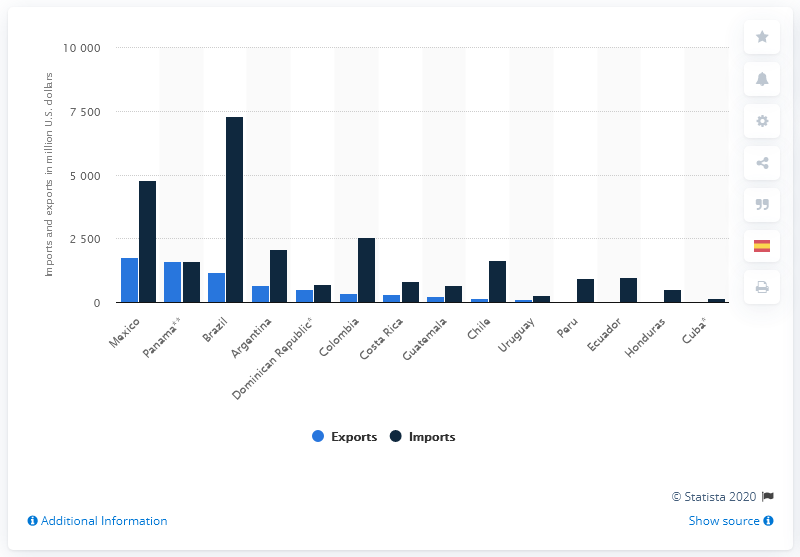 10 000
7 500
5 000
2 500
0
Imports and exports in million U.S. dollars
Mexico
Panama**
Brazil
Argentina
Dominican Republic*
Colombia
Costa Rica
Guatemala
Chile
Uruguay
Peru
Ecuador
Honduras
Cuba*
Exports Imports
© Statista 2020
Additional Information Show source